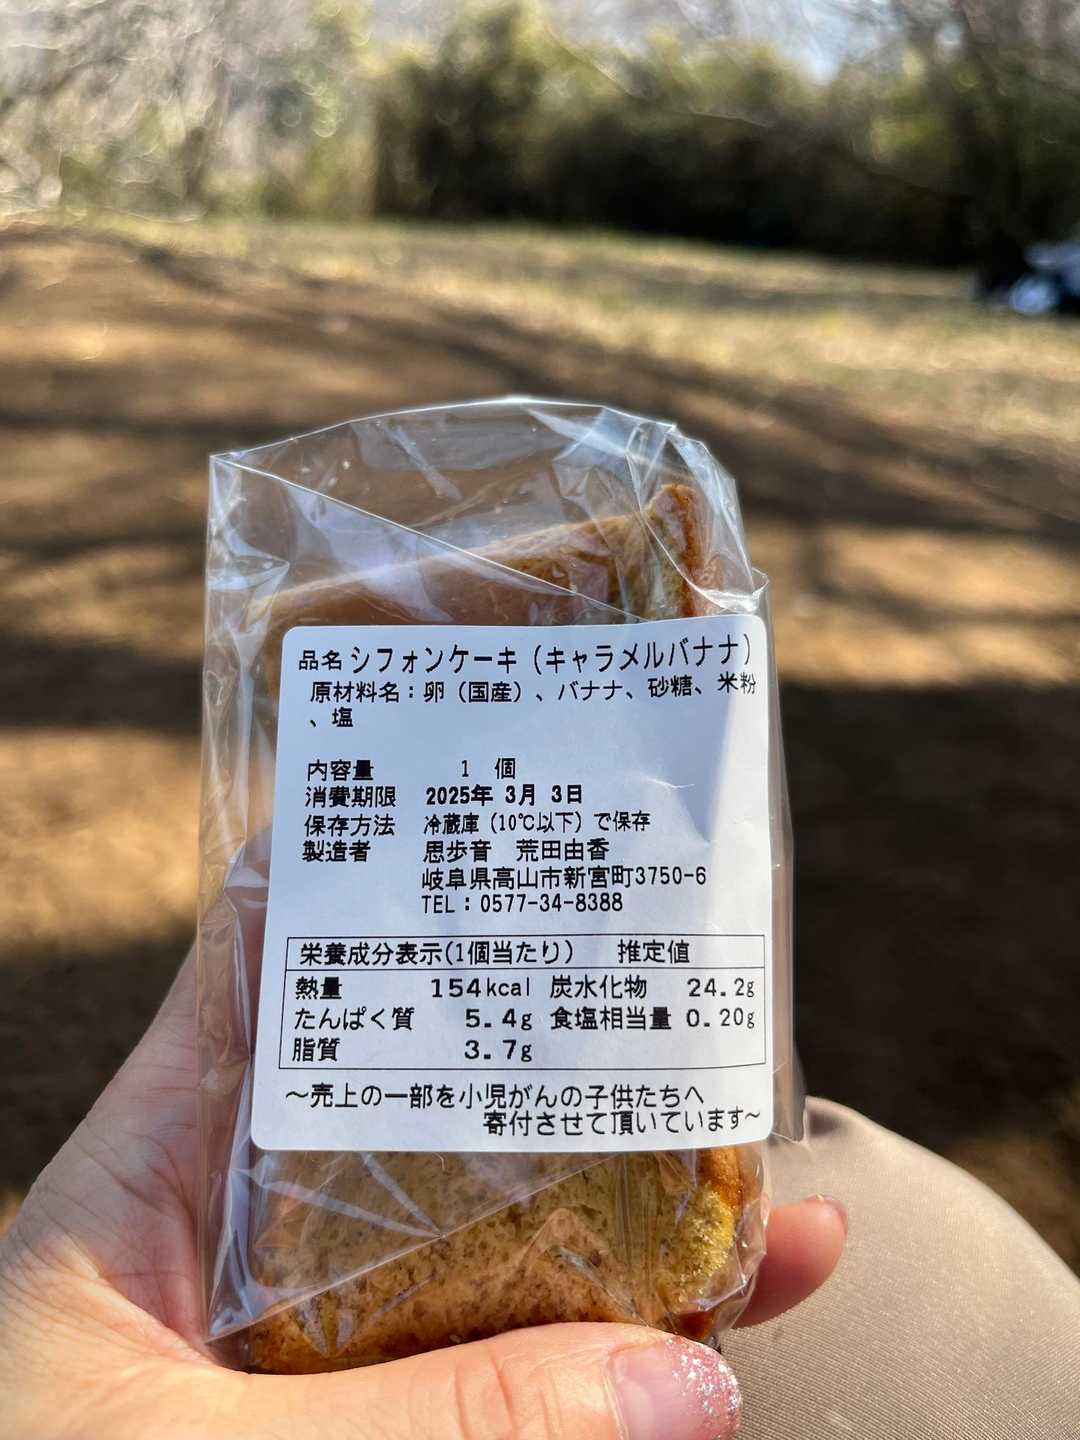 品名 シフォンケーキ（キャラメルバナナ）
原材料名：卵（国産）、バナナ、砂糖、米粉
、塩
内容量 1 個
消費期限 2025年 3月 3日
保存方法 冷蔵庫（10℃以下）で保存
製造者 思歩音 荒田由香
岐阜県高山市新宮町3750-6
TEL：0577-34-8388
栄養成分表示(1個当たり) 推定値
熱量 154kcal 炭水化物 24.2g
たんぱく質 5.4g 食塩相当量 0.20g
脂質 3.7g
～売上の一部を小児がんの子供たちへ
寄付させて頂いています～